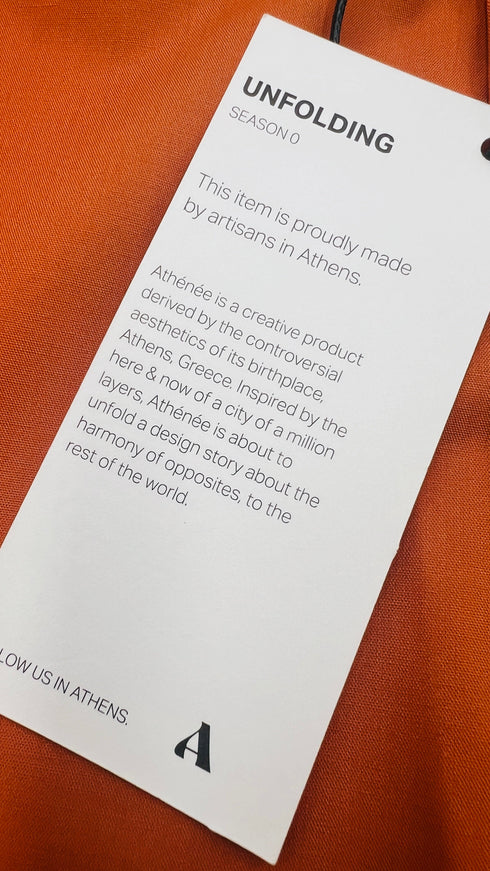 UNFOLDING
SEASON 0
This item is proudly made
by artisans in Athens.
Athénée is a creative product
derived by the controversial
aesthetics of its birthplace,
Athens, Greece. Inspired by the
here & now of a city of a million
layers, Athénée is about to
unfold a design story about the
harmony of opposites, to the
rest of the world.
LOW US IN ATHENS.
A